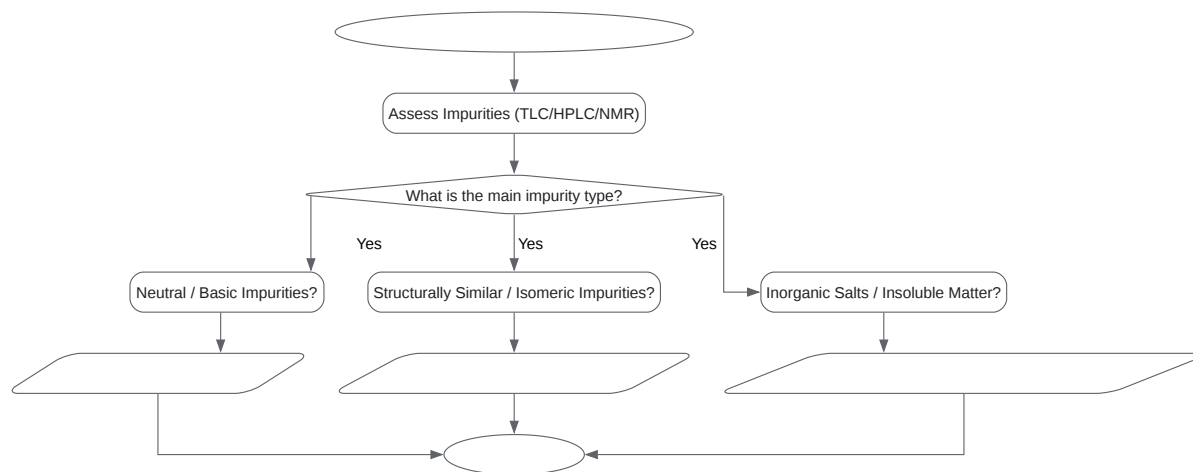 Assess Impurities (TLC/HPLC/NMR)
What is the main impurity type?
Yes
Yes
Yes
Neutral / Basic Impurities?
Structurally Similar / Isomeric Impurities?
Inorganic Salts / Insoluble Matter?